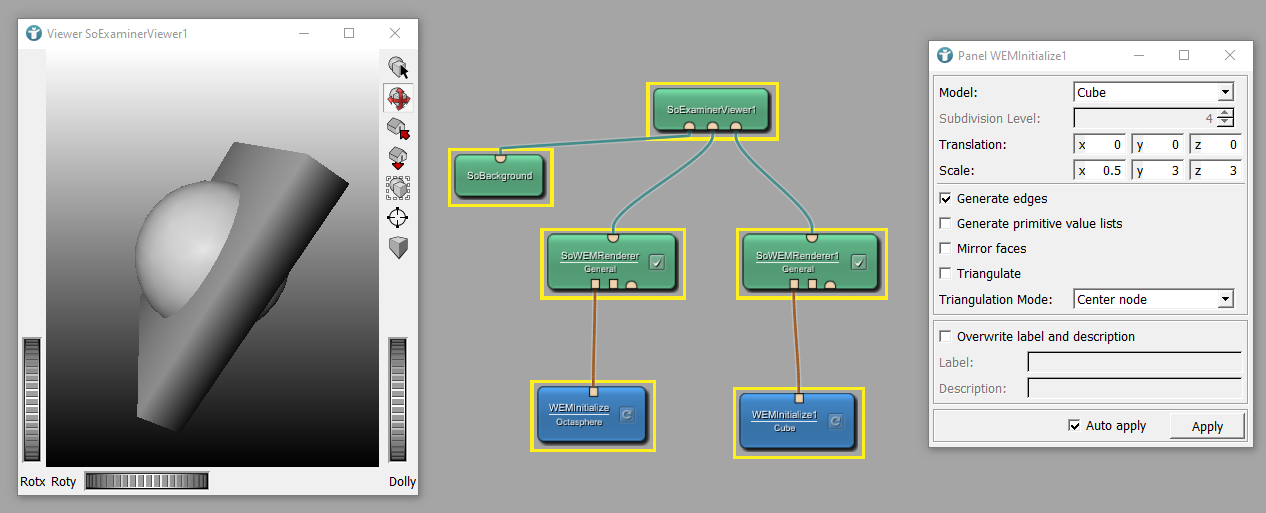 Viewer SoExaminerViewer1
Rotx Roty
Dolly
SoExaminerViewer1
SoBackground
SoWEMRenderer
General
SoWEMRenderer1
General
WEMInitialize
Octasphere
WEMInitialize1
Cube
Panel WEMInitialize1
Model: Cube
Subdivision Level: 4
Translation: x 0 y 0 z 0
Scale: x 0.5 y 3 z 3
Generate edges
Generate primitive value lists
Mirror faces
Triangulate
Triangulation Mode: Center node
Overwrite label and description
Label:
Description:
Auto apply Apply